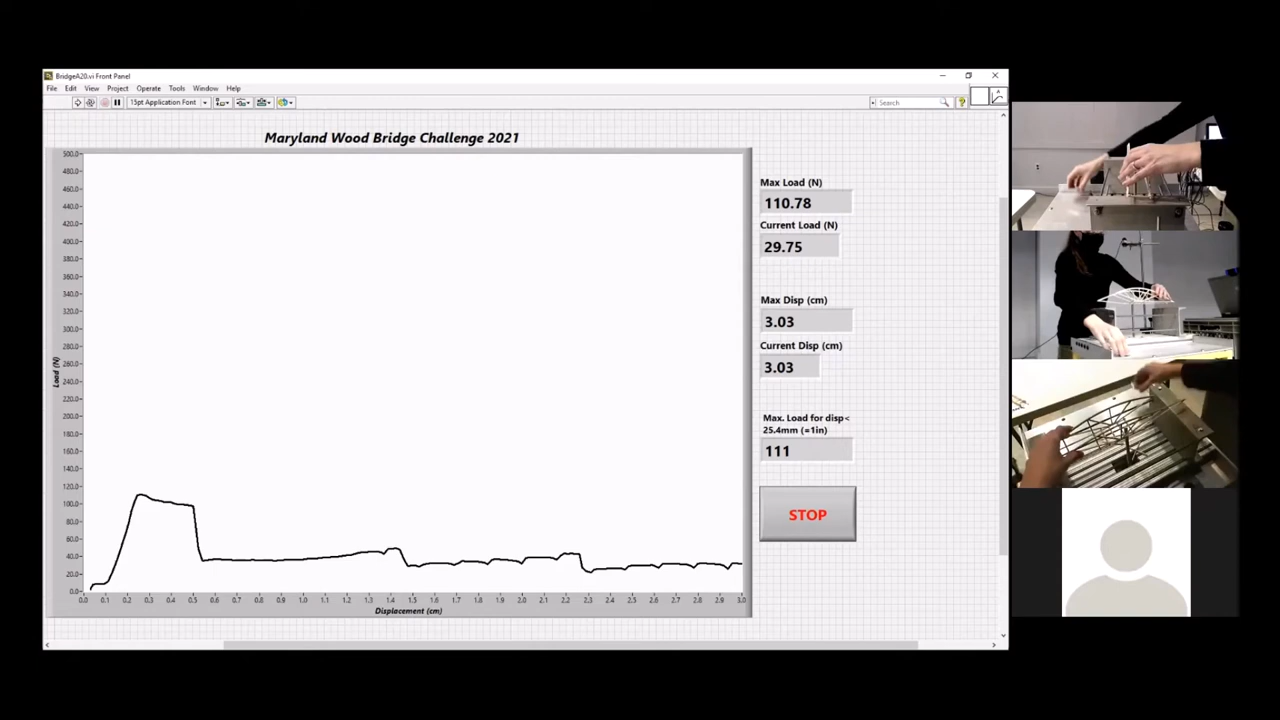 BridgeA20.vi Front Panel
File Edit View Project Operate Tools Window Help
15pt Application Font
Search
Maryland Wood Bridge Challenge 2021
500.0
480.0
460.0
440.0
420.0
400.0
380.0
360.0
340.0
320.0
300.0
280.0
260.0
240.0
220.0
200.0
180.0
160.0
140.0
120.0
100.0
80.0
60.0
40.0
20.0
0.0
Load (N)
0.0 0.1 0.2 0.3 0.4 0.5 0.6 0.7 0.8 0.9 1.0 1.1 1.2 1.3 1.4 1.5 1.6 1.7 1.8 1.9 2.0 2.1 2.2 2.3 2.4 2.5 2.6 2.7 2.8 2.9 3.0
Displacement (cm)
Max Load (N)
110.78
Current Load (N)
29.75
Max Disp (cm)
3.03
Current Disp (cm)
3.03
Max. Load for disp<
25.4mm (=1in)
111
STOP